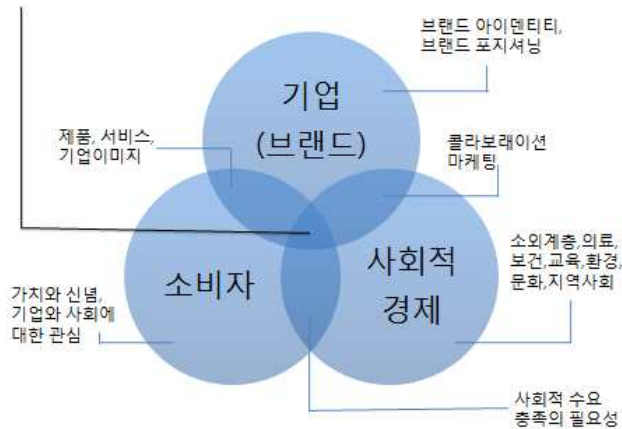 브랜드 아이덴티티,
브랜드 포지셔닝
기업
(브랜드)
제품, 서비스,
기업이미지
콜라보래이션
마케팅
소비자
사회적
경제
소외계층,의료,
보건,교육,환경,
문화,지역사회
가치와 신념,
기업와 사회에
대한 관심
사회적 수요
충족의 필요성